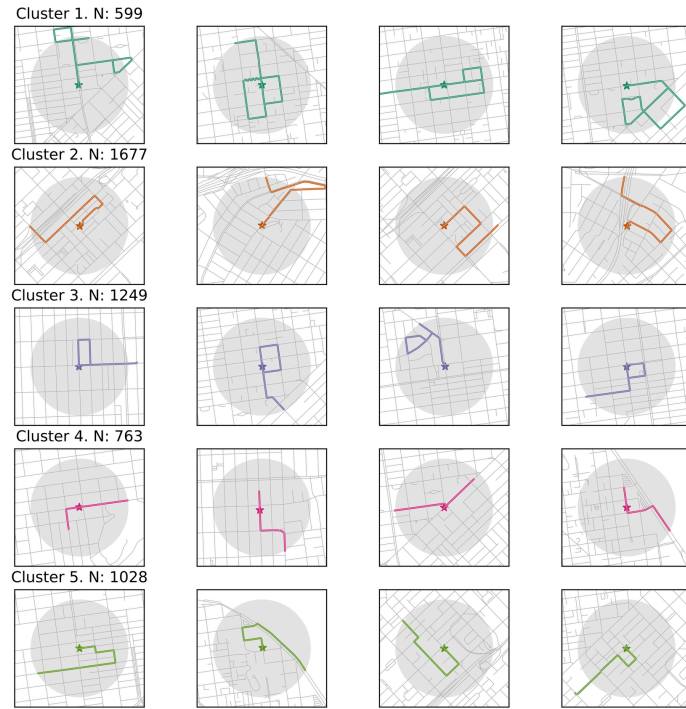 Cluster 1. N: 599
Cluster 2. N: 1677
Cluster 3. N: 1249
Cluster 4. N: 763
Cluster 5. N: 1028